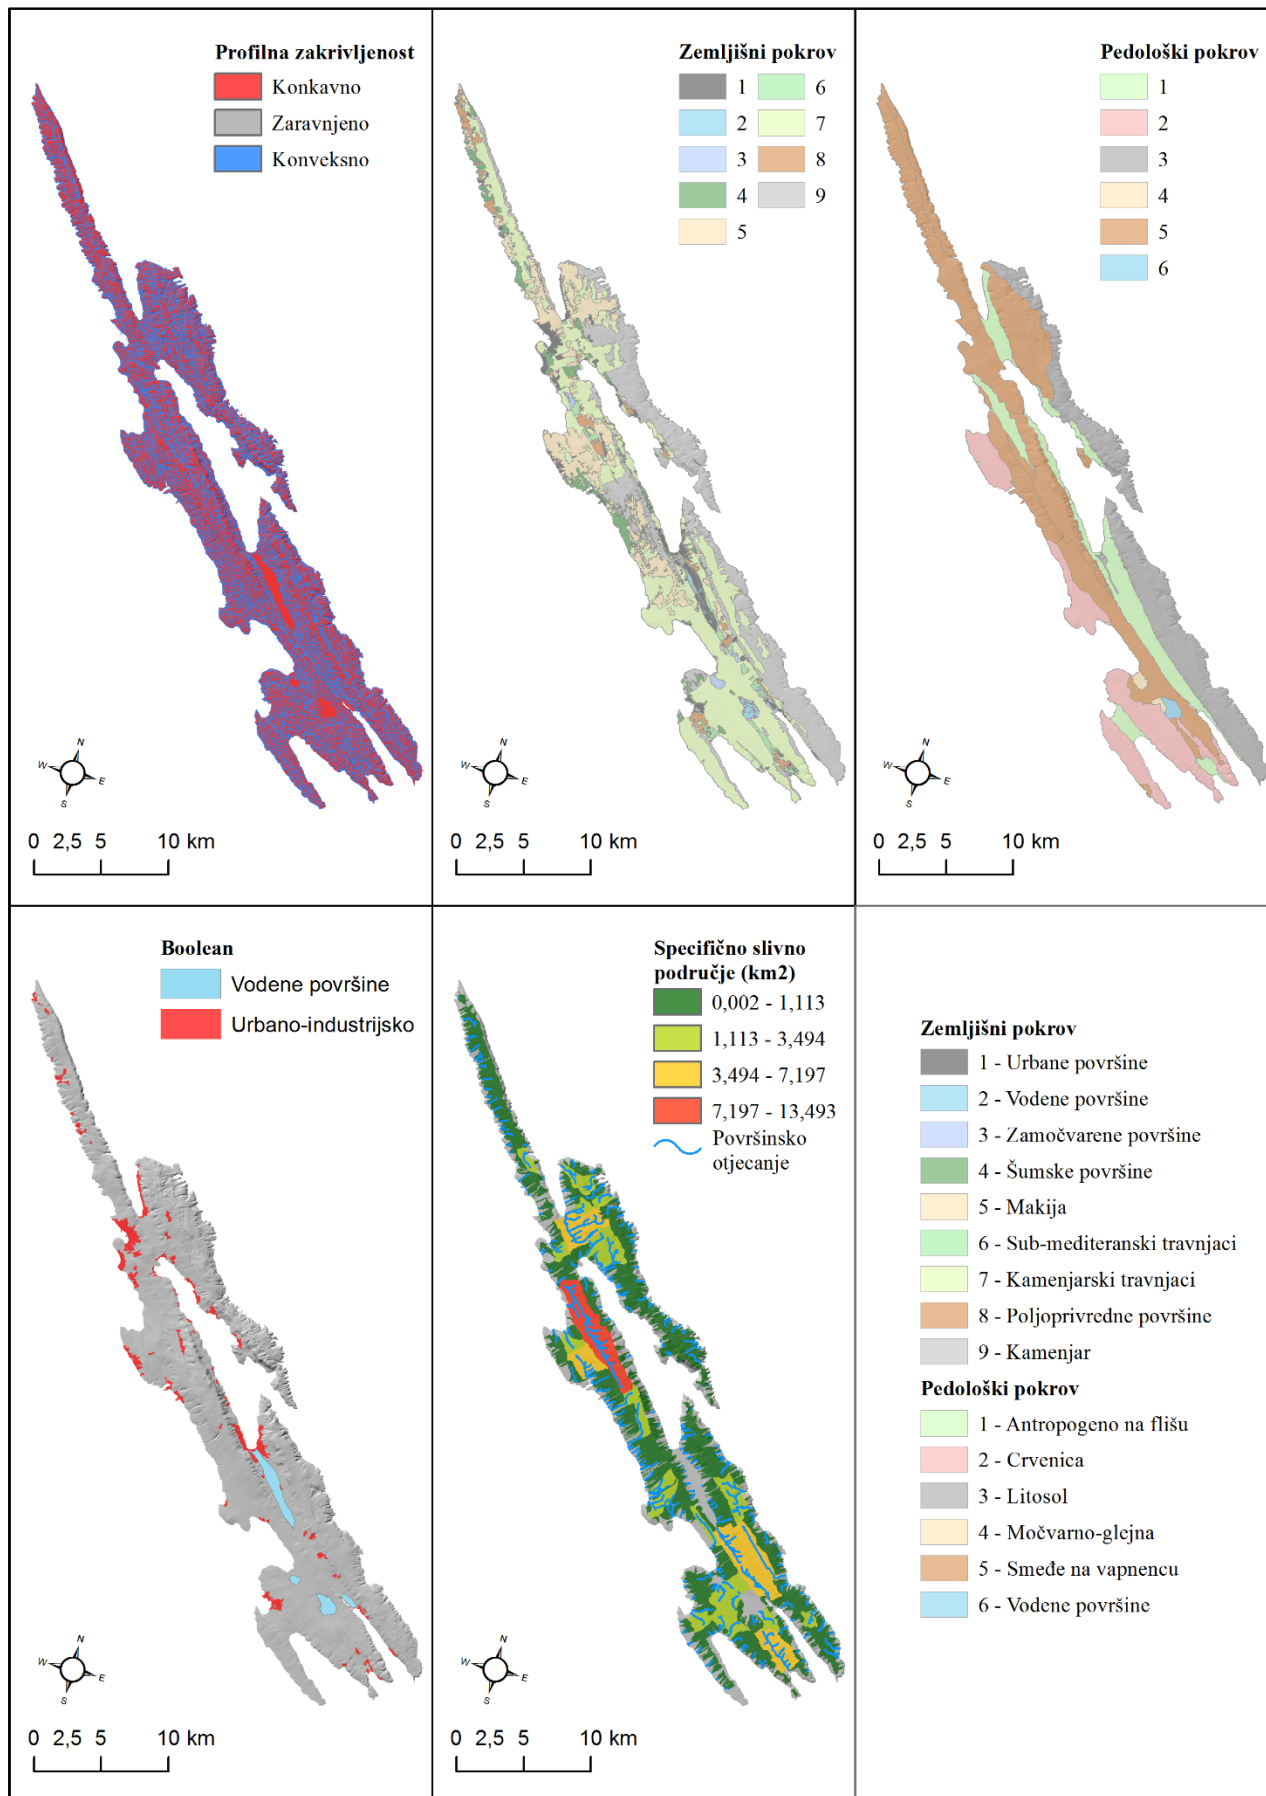 Profilna zakrivljenost
Konkavno
Zaravnjeno
Konveksno
N
W
E
S
0 2,5 5 10 km
Zemljišni pokrov
1 6
2 7
3 8
4 9
5
N
W
E
S
0 2,5 5 10 km
Pedološki pokrov
1
2
3
4
5
6
N
W
E
S
0 2,5 5 10 km
Boolean
Vodene površine
Urbano-industrijsko
N
W
E
S
0 2,5 5 10 km
Specifično slivno
područje (km2)
0,002 - 1,113
1,113 - 3,494
3,494 - 7,197
7,197 - 13,493
Površinsko
otjecanje
N
W
E
S
0 2,5 5 10 km
Zemljišni pokrov
1 - Urbane površine
2 - Vodene površine
3 - Zamočvarene površine
4 - Šumske površine
5 - Makija
6 - Sub-mediteranski travnjaci
7 - Kamenjarski travnjaci
8 - Poljoprivredne površine
9 - Kamenjar
Pedološki pokrov
1 - Antropogeno na flišu
2 - Crvenica
3 - Litosol
4 - Močvarno-glejna
5 - Smeđe na vapnencu
6 - Vodene površine